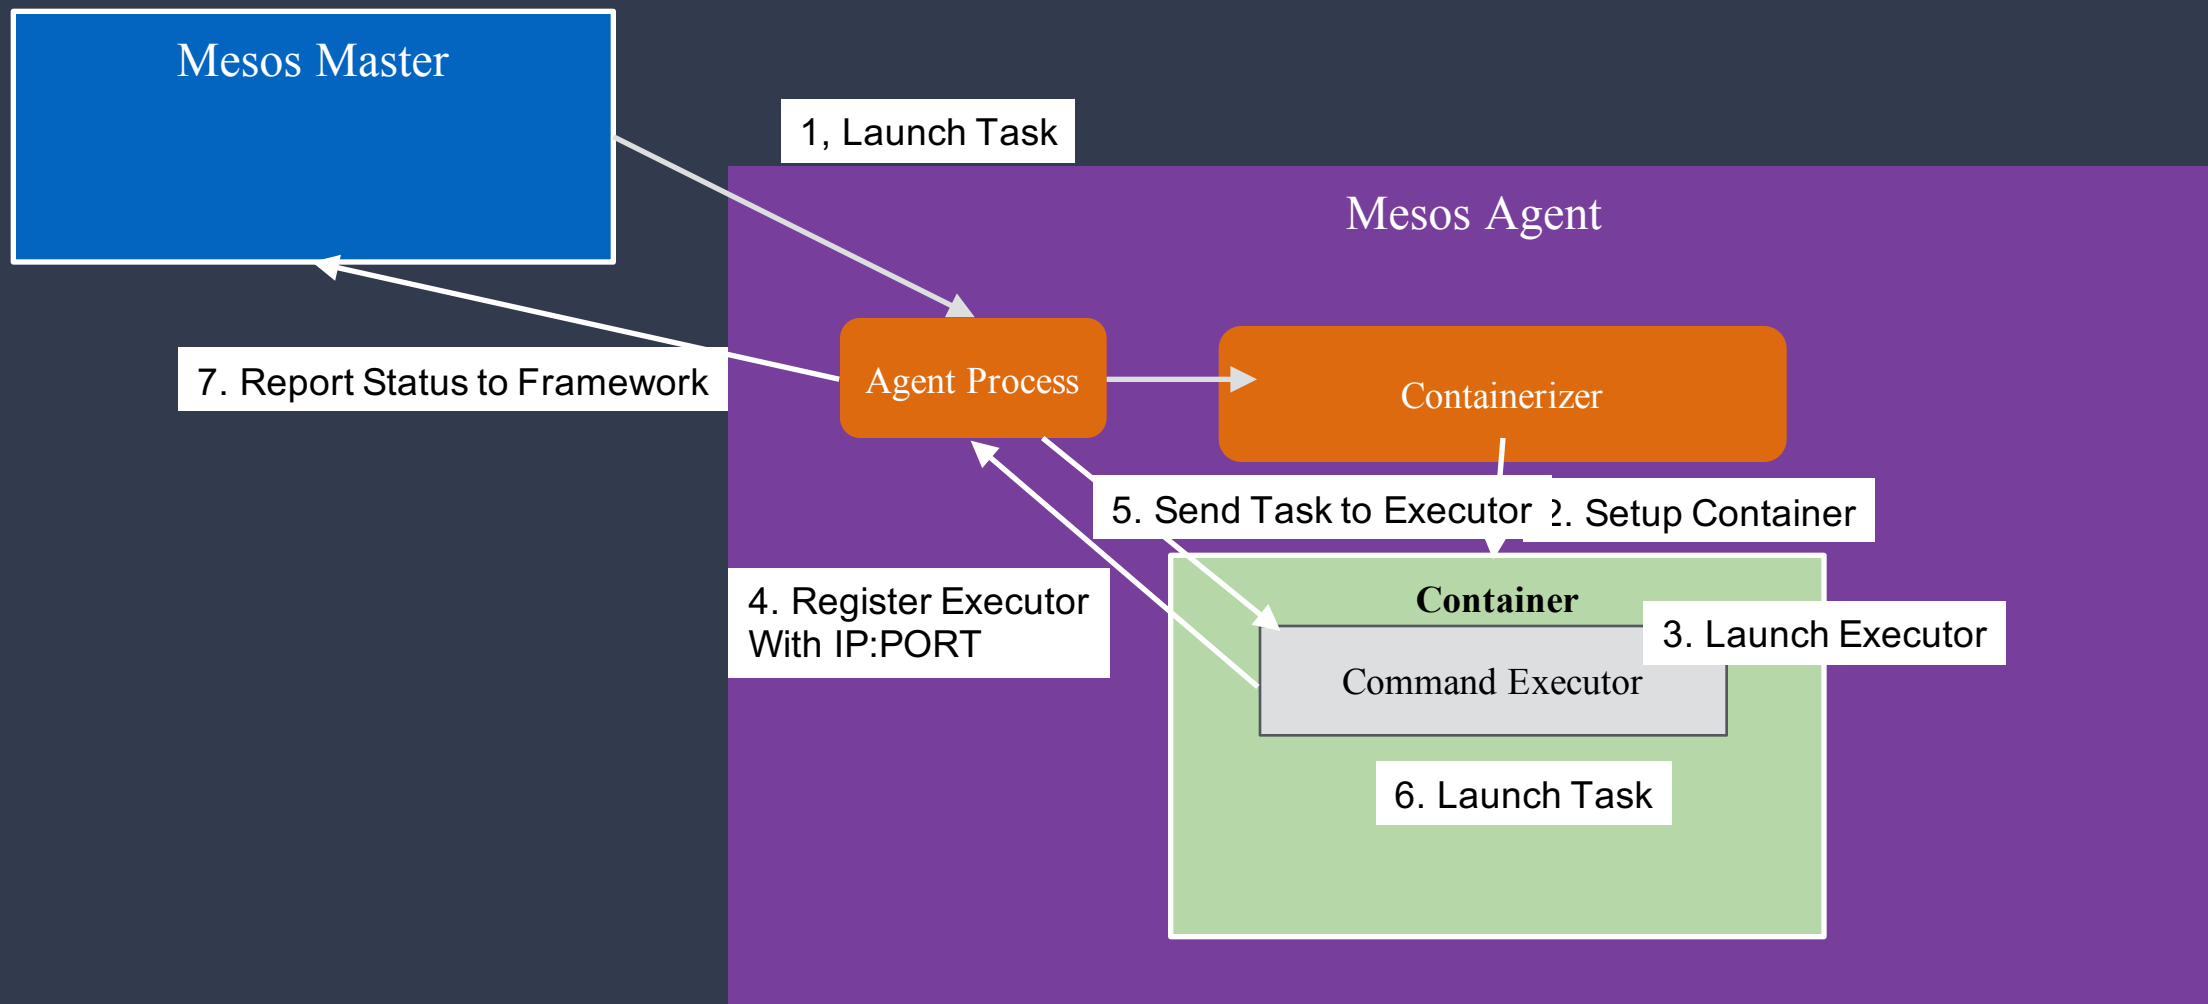 Mesos Master
1, Launch Task
Mesos Agent
7. Report Status to Framework
Agent Process
Containerizer
5. Send Task to Executor
2. Setup Container
4. Register Executor
With IP:PORT
Container
3. Launch Executor
Command Executor
6. Launch Task